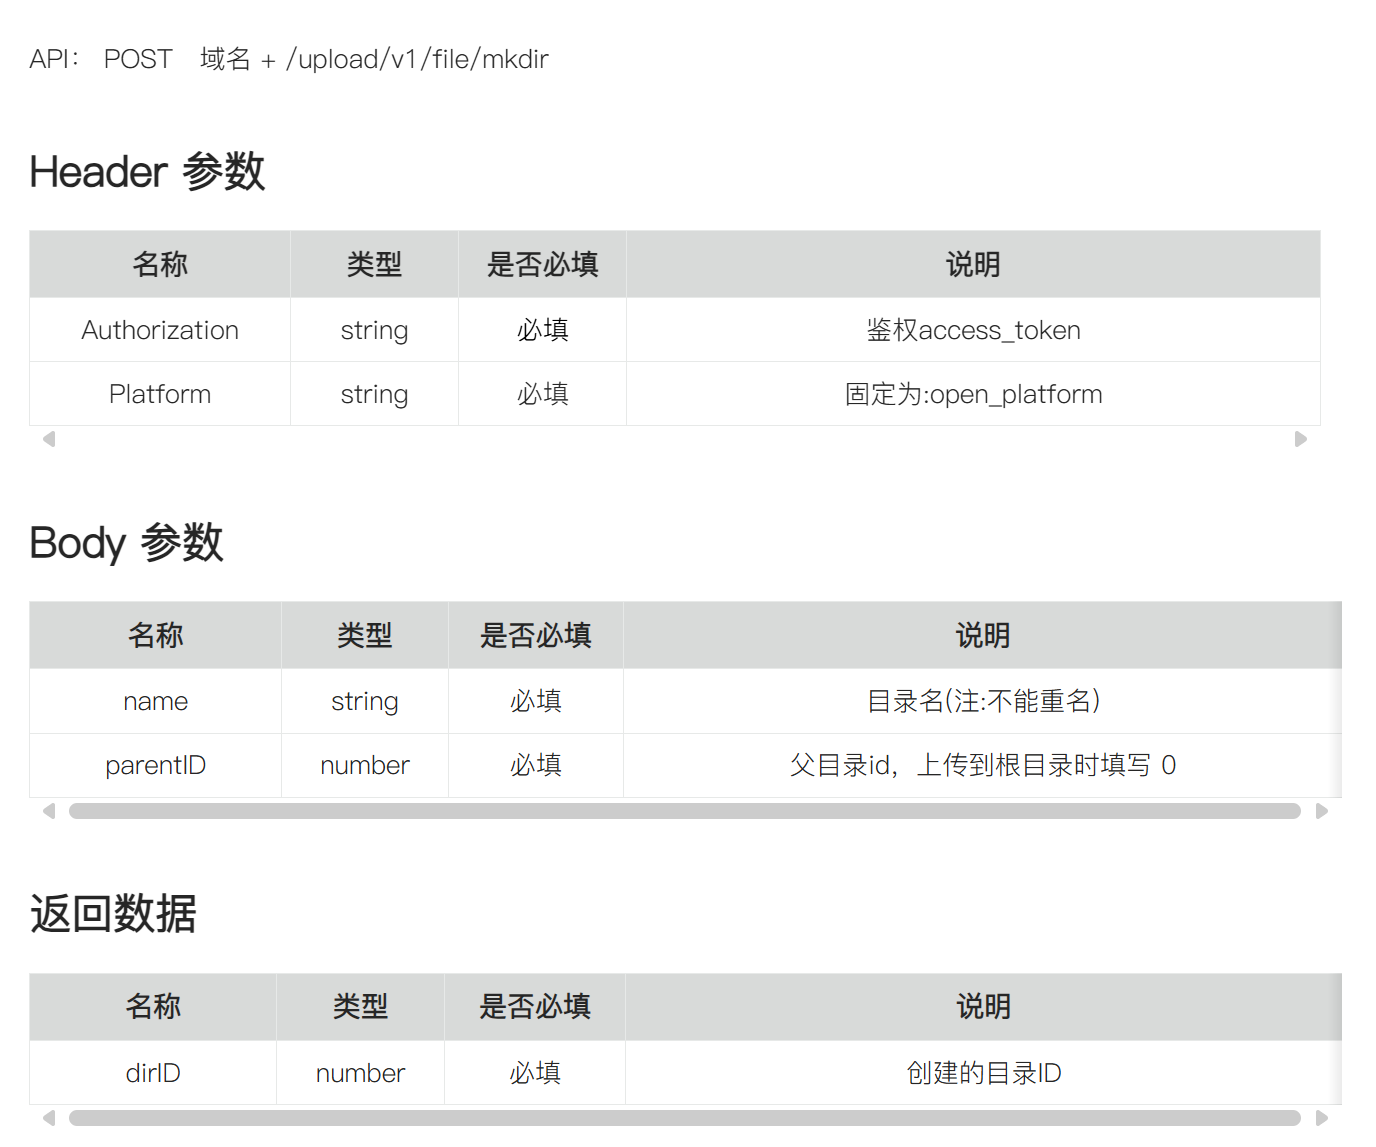 API： POST 域名 + /upload/v1/file/mkdir
Header 参数
名称 类型 是否必填 说明
Authorization string 必填 鉴权access_token
Platform string 必填 固定为:open_platform
Body 参数
名称 类型 是否必填 说明
name string 必填 目录名(注:不能重名)
parentID number 必填 父目录id，上传到根目录时填写 0
返回数据
名称 类型 是否必填 说明
dirID number 必填 创建的目录ID